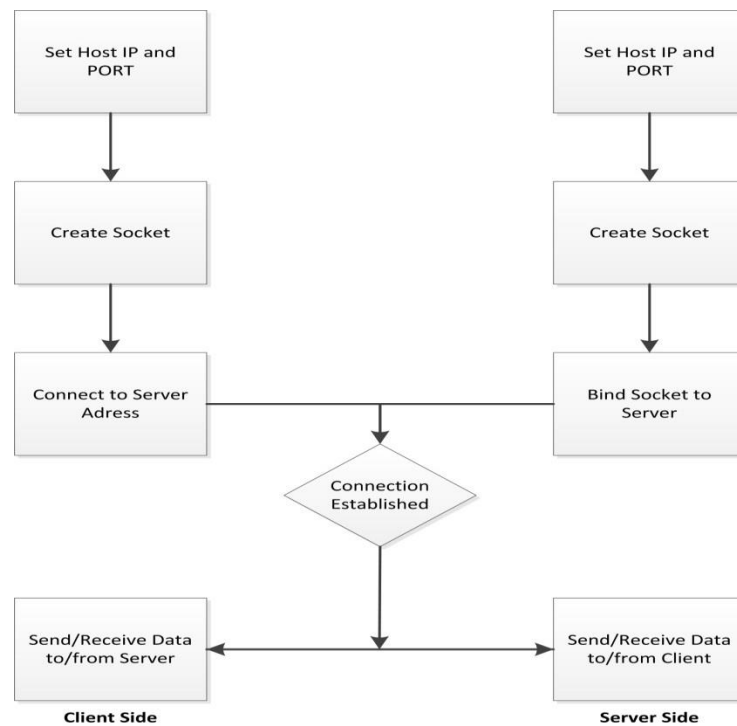 Set Host IP and
PORT
Set Host IP and
PORT
Create Socket
Create Socket
Connect to Server
Adress
Bind Socket to
Server
Connection
Established
Send/Receive Data
to/from Server
Send/Receive Data
to/from Client
Client Side
Server Side